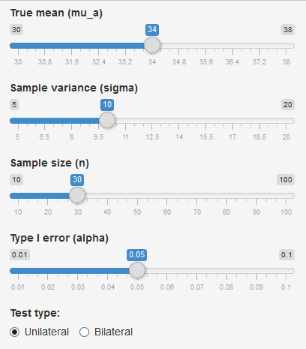 True mean (mu_a)
30 34 38
30 30.8 31.6 32.4 33.2 34 34.8 35.6 36.4 37.2 38
Sample variance (sigma)
5 10 20
5 6.5 8 9.5 11 12.5 14 15.5 17 18.5 20
Sample size (n)
10 30 100
10 20 30 40 50 60 70 80 90 100
Type I error (alpha)
0.01 0.05 0.1
0.01 0.02 0.03 0.04 0.05 0.06 0.07 0.08 0.09 0.1
Test type:
Unilateral Bilateral